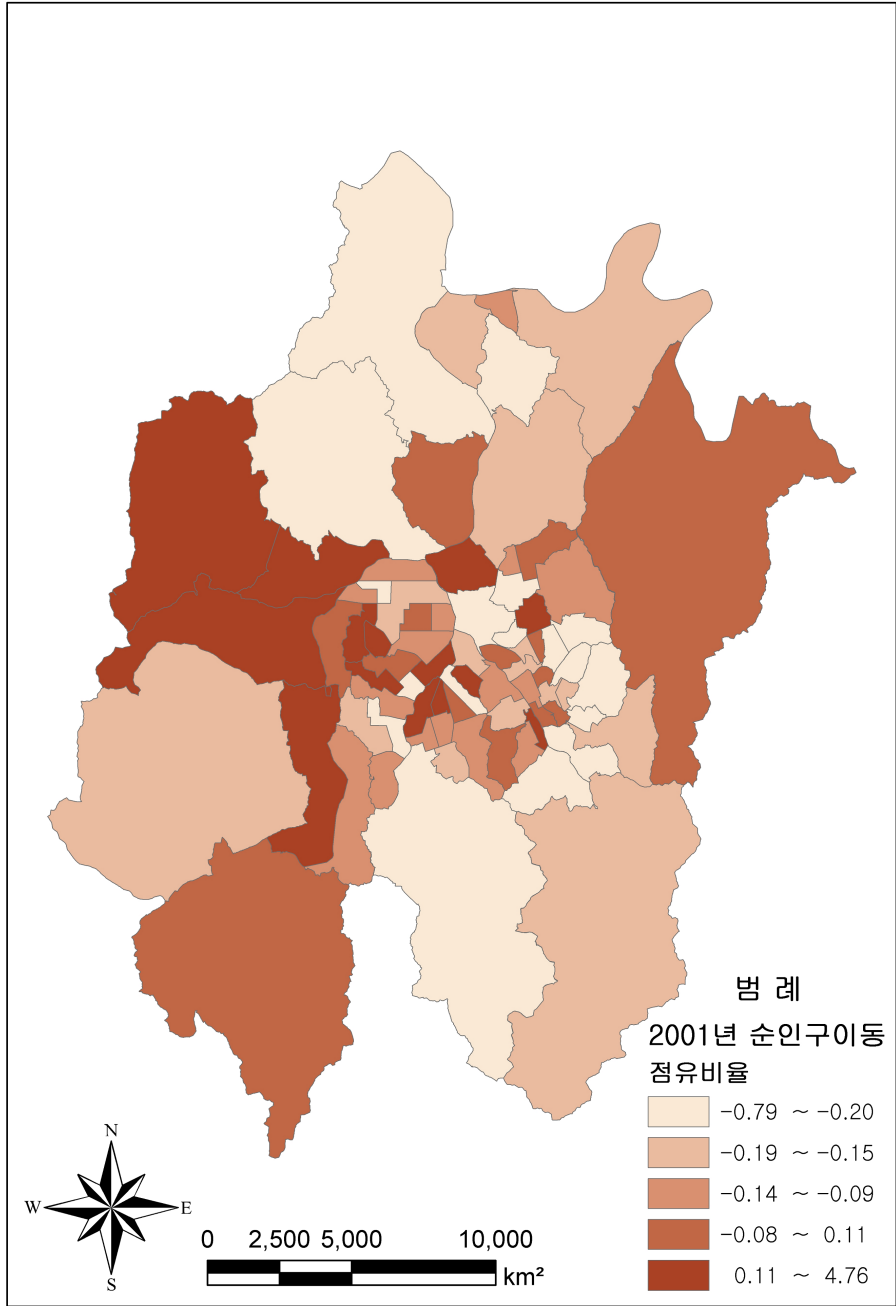 범 례
2001년 순인구이동
점유비율
-0.79 ~ -0.20
-0.19 ~ -0.15
-0.14 ~ -0.09
-0.08 ~ 0.11
0.11 ~ 4.76
N
W E
S
0 2,500 5,000 10,000
km²